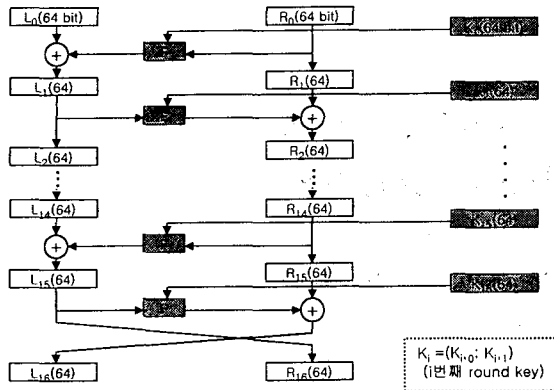 L₀(64 bit)
R₀(64 bit)
L₁(64)
R₁(64)
L₂(64)
R₂(64)
L₁₄(64)
R₁₄(64)
L₁₅(64)
R₁₅(64)
L₁₆(64)
R₁₆(64)
Kᵢ =(Kᵢ,₀; Kᵢ,₁)
(i번째 round key)